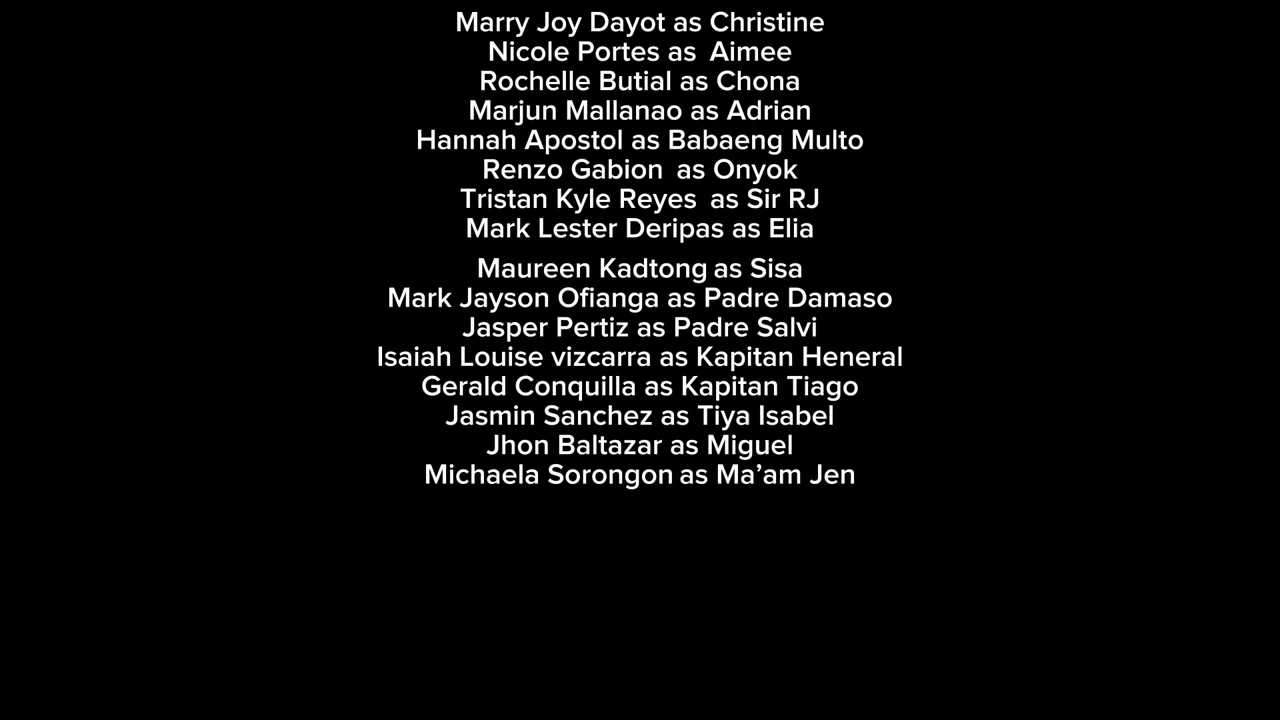 Marry Joy Dayot as Christine
Nicole Portes as  Aimee
Rochelle Butial as Chona
Marjun Mallanao as Adrian
Hannah Apostol as Babaeng Multo
Renzo Gabion  as Onyok
Tristan Kyle Reyes  as Sir RJ
Mark Lester Deripas as Elia
Maureen Kadtong as Sisa
Mark Jayson Ofianga as Padre Damaso
Jasper Pertiz as Padre Salvi
Isaiah Louise vizcarra as Kapitan Heneral
Gerald Conquilla as Kapitan Tiago
Jasmin Sanchez as Tiya Isabel
Jhon Baltazar as Miguel
Michaela Sorongon as Ma’am Jen